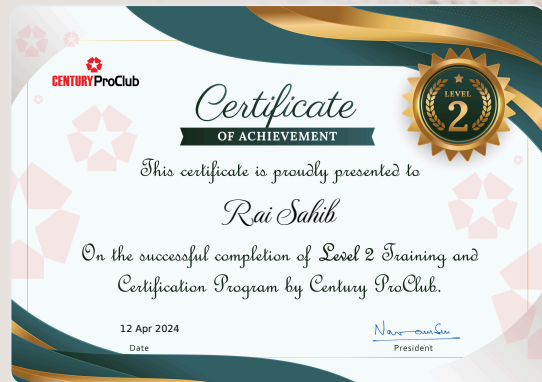 CENTURY ProClub
LEVEL
2
Certificate
OF ACHIEVEMENT
This certificate is proudly presented to
Rai Sahib
On the successful completion of Level 2 Training and
Certification Program by Century ProClub.
12 Apr 2024
Date
President